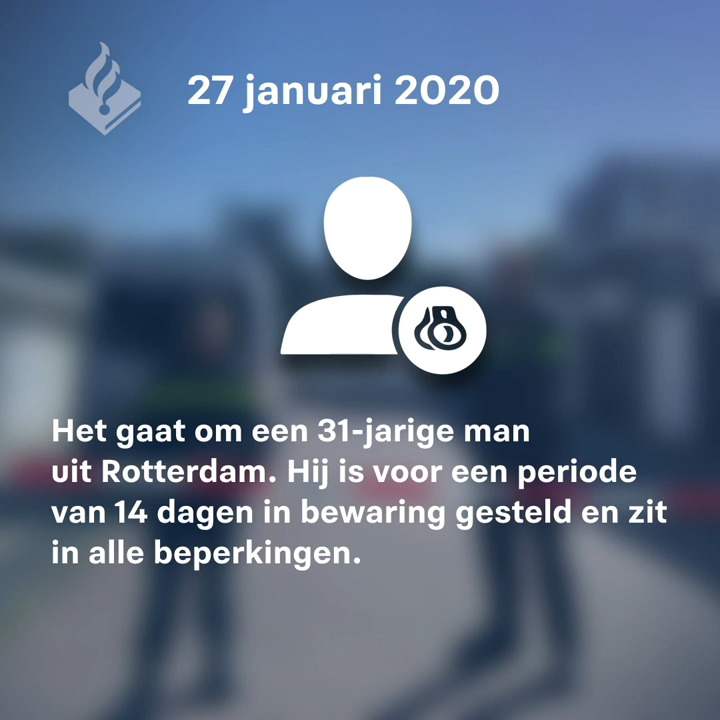 27 januari 2020
Het gaat om een 31-jarige man
uit Rotterdam. Hij is voor een periode
van 14 dagen in bewaring gesteld en zit
in alle beperkingen.